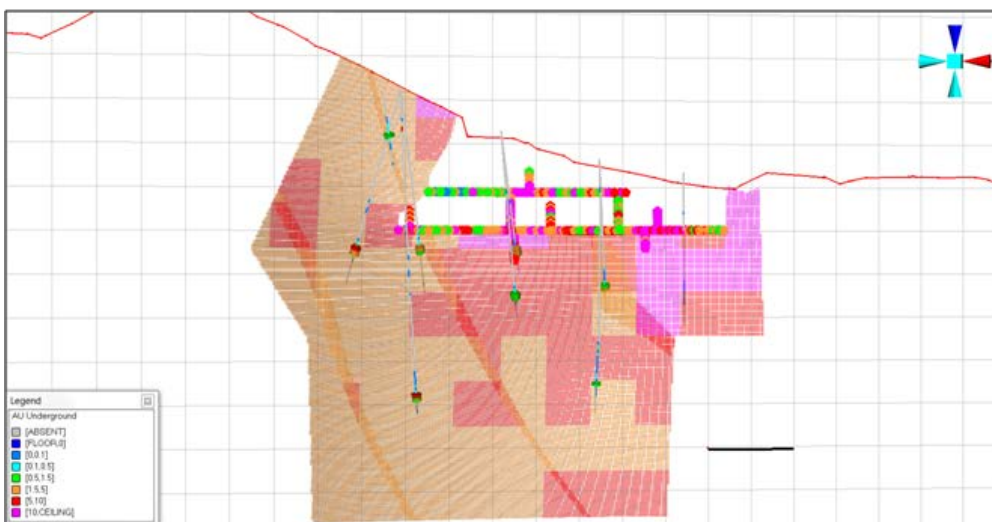 Legend
AU Underground
[ABSENT]
[FLOOR,0]
[0,0.1]
[0.1,0.5]
[0.5,1.5]
[1.5,5]
[5,10]
[10,CEILING]